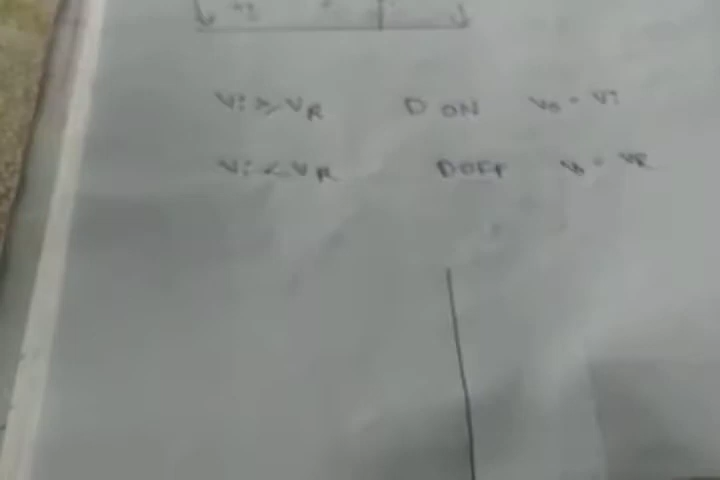 Vi > VR D ON Vo = Vi
Vi < VR D OFF Vo = VR